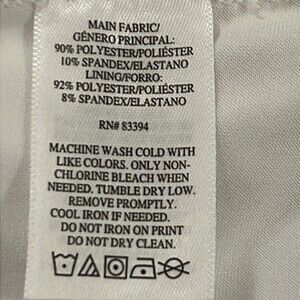 MAIN FABRIC/
GÉNERO PRINCIPAL:
90% POLYESTER/POLIÉSTER
10% SPANDEX/ELASTANO
LINING/FORRO:
92% POLYESTER/POLIÉSTER
8% SPANDEX/ELASTANO
RN# 83394
MACHINE WASH COLD WITH
LIKE COLORS. ONLY NON-
CHLORINE BLEACH WHEN
NEEDED. TUMBLE DRY LOW.
REMOVE PROMPTLY.
COOL IRON IF NEEDED.
DO NOT IRON ON PRINT
DO NOT DRY CLEAN.